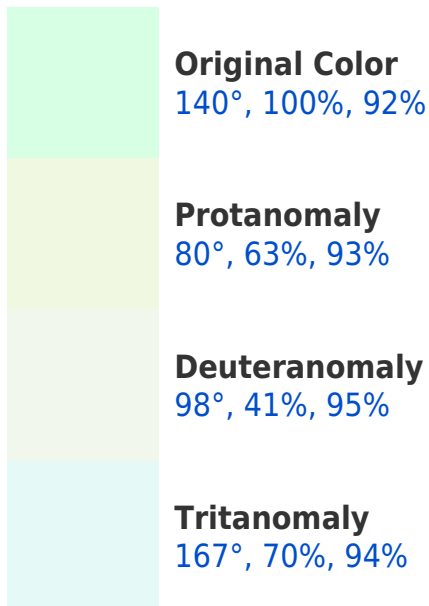 Original Color
140°, 100%, 92%
Protanomaly
80°, 63%, 93%
Deuteranomaly
98°, 41%, 95%
Tritanomaly
167°, 70%, 94%